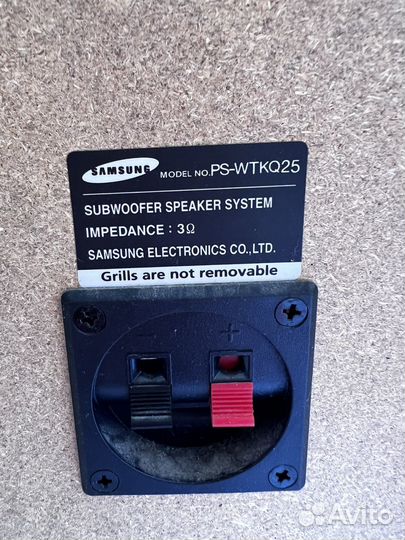 SAMSUNG MODEL NO.PS-WTKQ25
SUBWOOFER SPEAKER SYSTEM
IMPEDANCE : 3Ω
SAMSUNG ELECTRONICS CO.,LTD.
Grills are not removable
− +
Avito